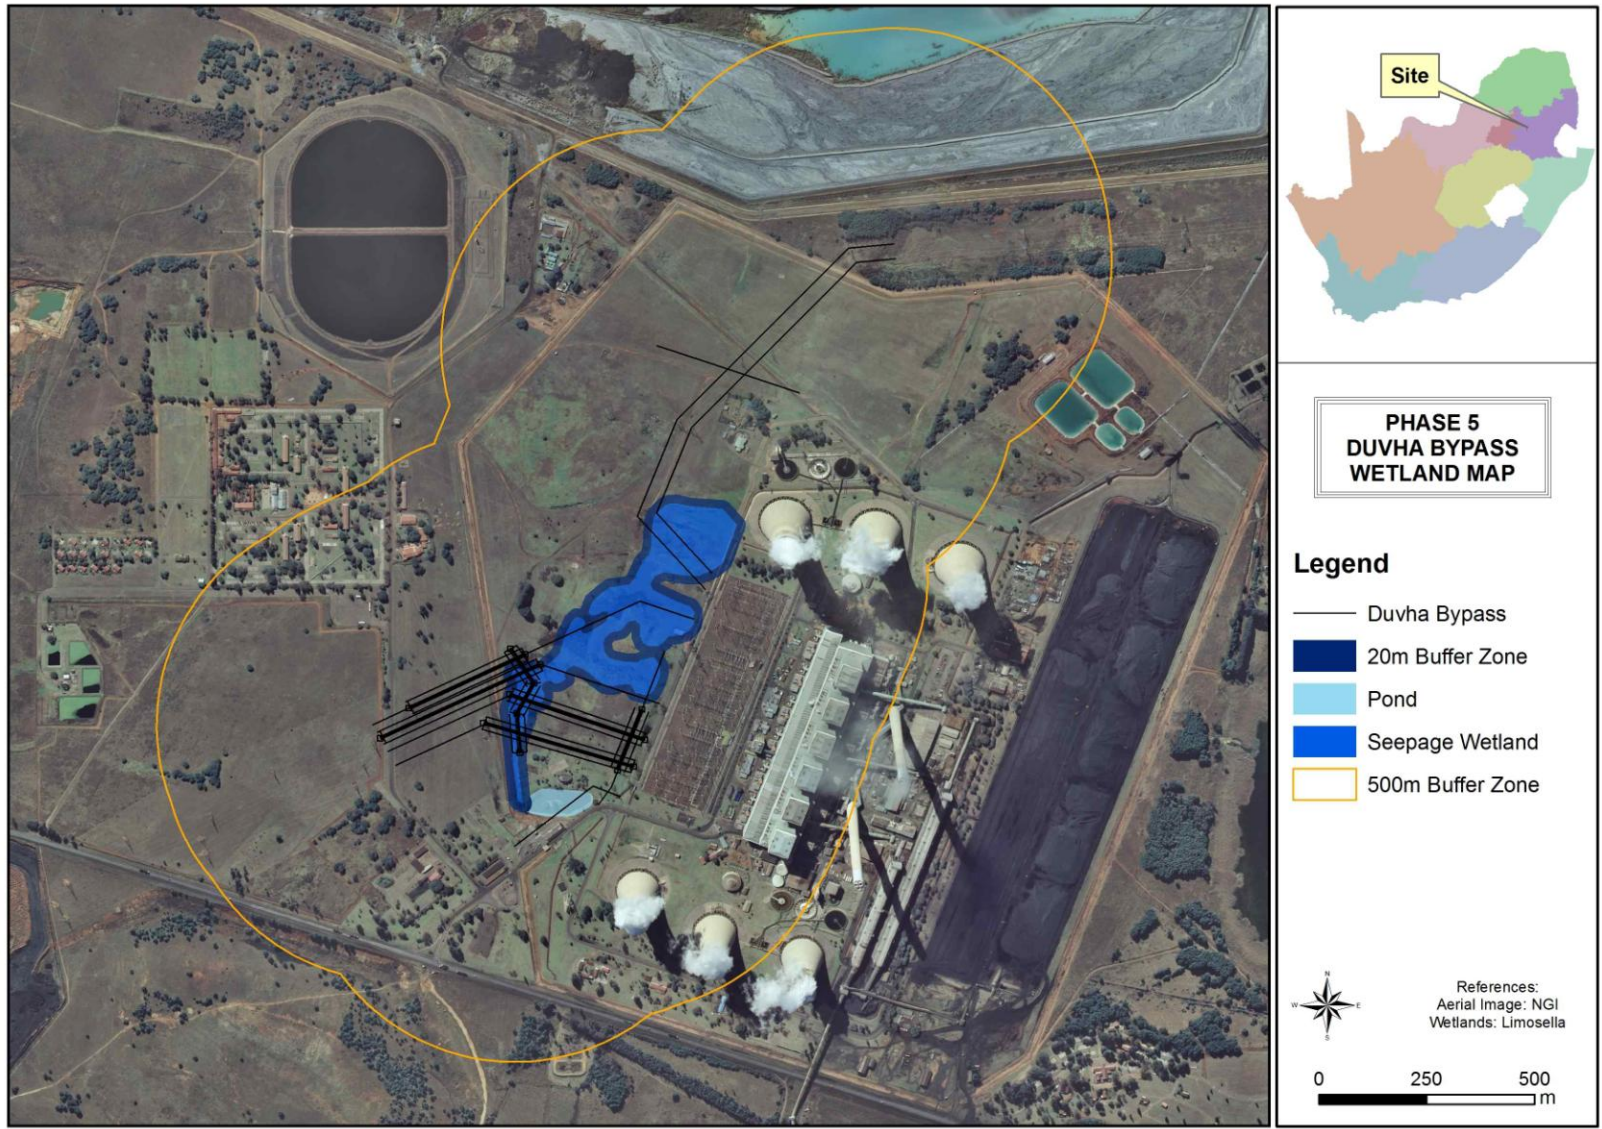 Site
PHASE 5
DUVHA BYPASS
WETLAND MAP
Legend
Duvha Bypass
20m Buffer Zone
Pond
Seepage Wetland
500m Buffer Zone
N
W E
S
References:
Aerial Image: NGI
Wetlands: Limosella
0 250 500
m